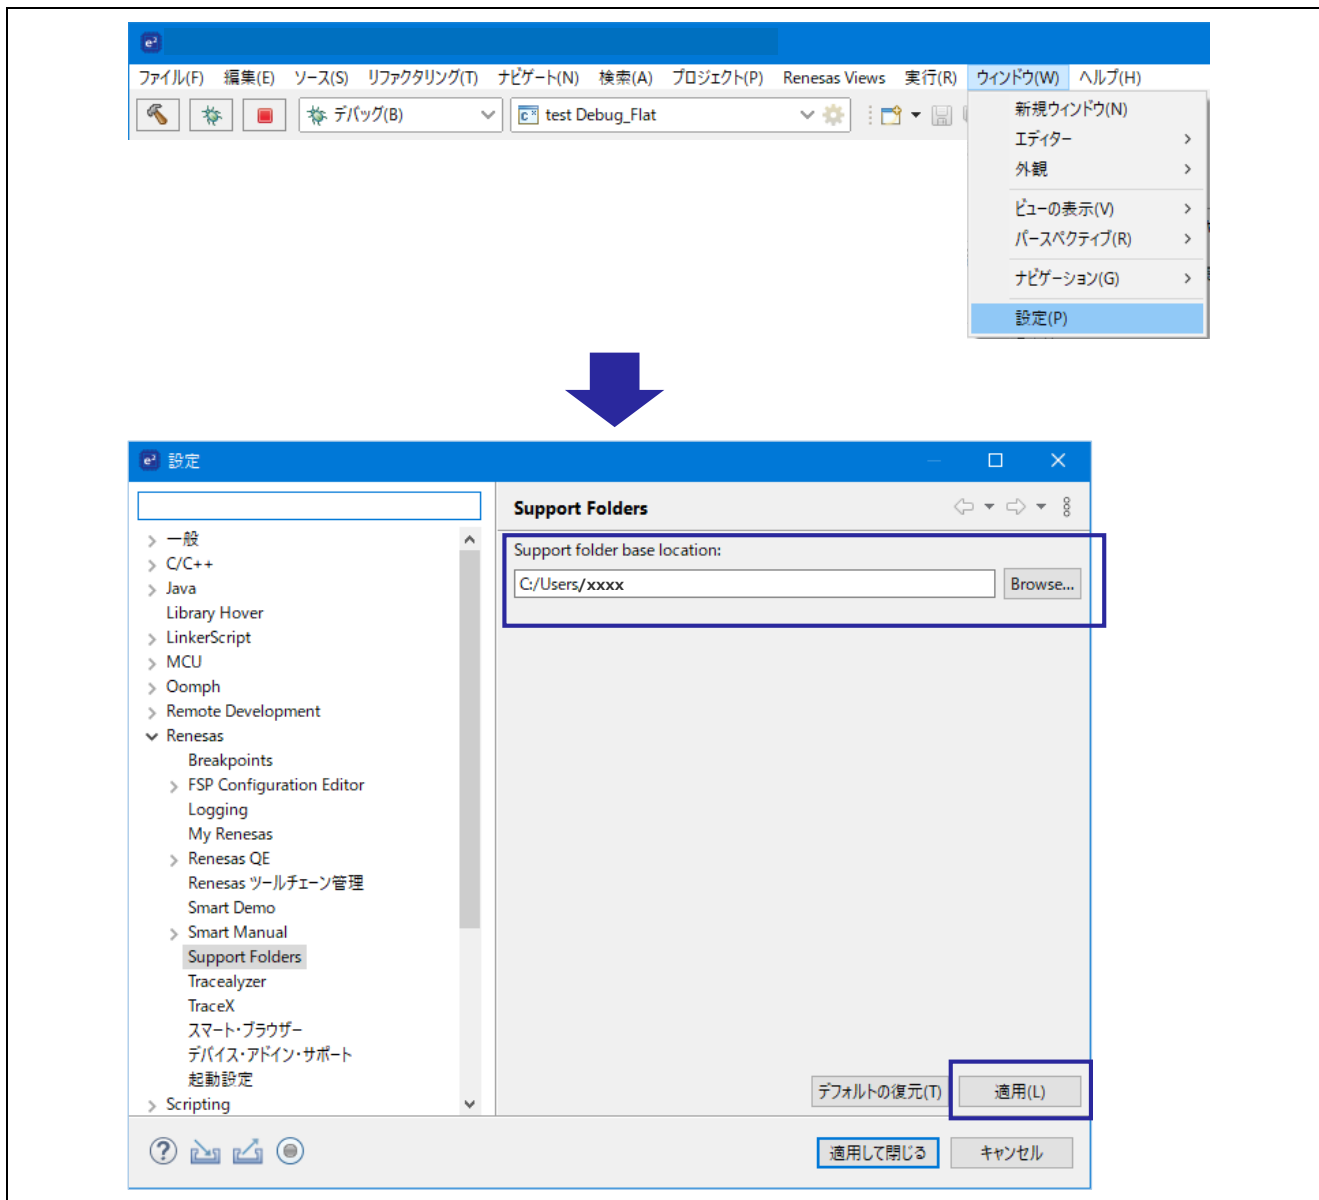 e²
ファイル(F) 編集(E) ソース(S) リファクタリング(T) ナビゲート(N) 検索(A) プロジェクト(P) Renesas Views 実行(R) ウィンドウ(W) ヘルプ(H)
デバッグ(B) test Debug_Flat
新規ウィンドウ(N)
エディター
外観
ビューの表示(V)
パースペクティブ(R)
ナビゲーション(G)
設定(P)
e² 設定
Support Folders
Support folder base location:
C:/Users/xxxx Browse...
一般
C/C++
Java
Library Hover
LinkerScript
MCU
Oomph
Remote Development
Renesas
Breakpoints
FSP Configuration Editor
Logging
My Renesas
Renesas QE
Renesas ツールチェーン管理
Smart Demo
Smart Manual
Support Folders
Tracealyzer
TraceX
スマート・ブラウザー
デバイス・アドイン・サポート
起動設定
Scripting
デフォルトの復元(T) 適用(L)
適用して閉じる キャンセル